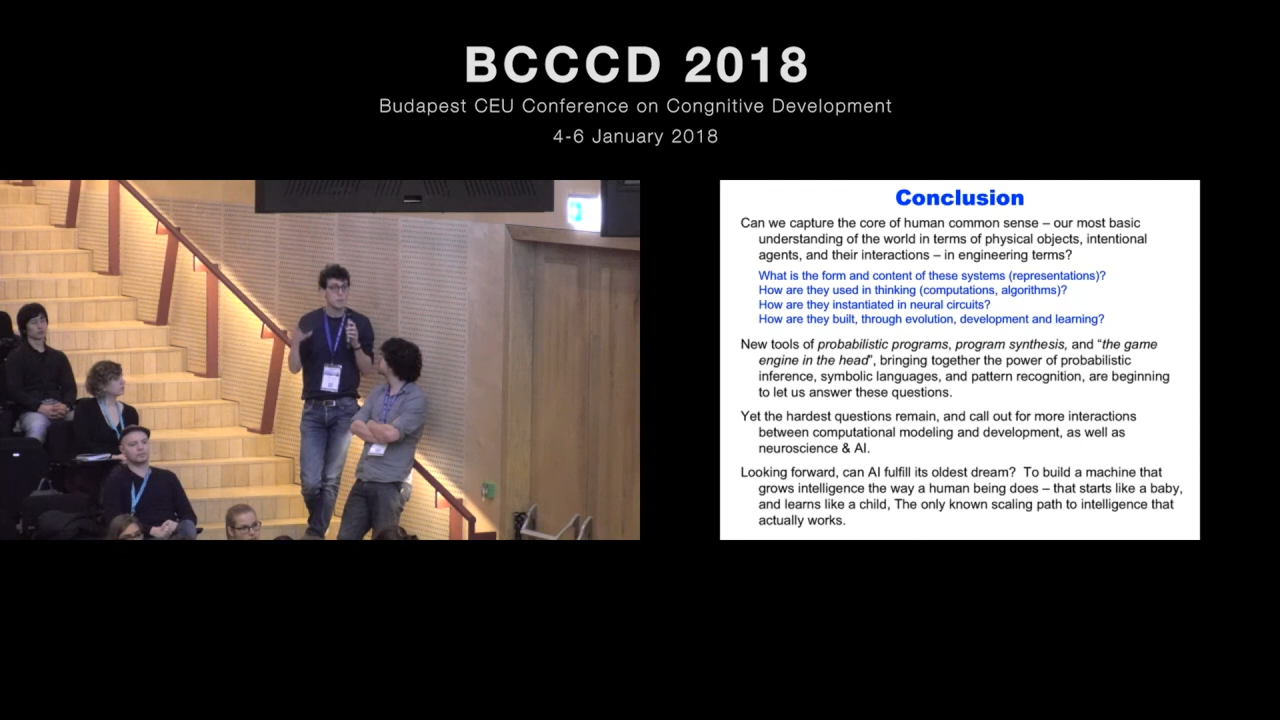 BCCCD 2018
Budapest CEU Conference on Congnitive Development
4-6 January 2018
Conclusion
Can we capture the core of human common sense – our most basic
understanding of the world in terms of physical objects, intentional
agents, and their interactions – in engineering terms?
What is the form and content of these systems (representations)?
How are they used in thinking (computations, algorithms)?
How are they instantiated in neural circuits?
How are they built, through evolution, development and learning?
New tools of probabilistic programs, program synthesis, and “the game
engine in the head”, bringing together the power of probabilistic
inference, symbolic languages, and pattern recognition, are beginning
to let us answer these questions.
Yet the hardest questions remain, and call out for more interactions
between computational modeling and development, as well as
neuroscience & AI.
Looking forward, can AI fulfill its oldest dream?  To build a machine that
grows intelligence the way a human being does – that starts like a baby,
and learns like a child, The only known scaling path to intelligence that
actually works.